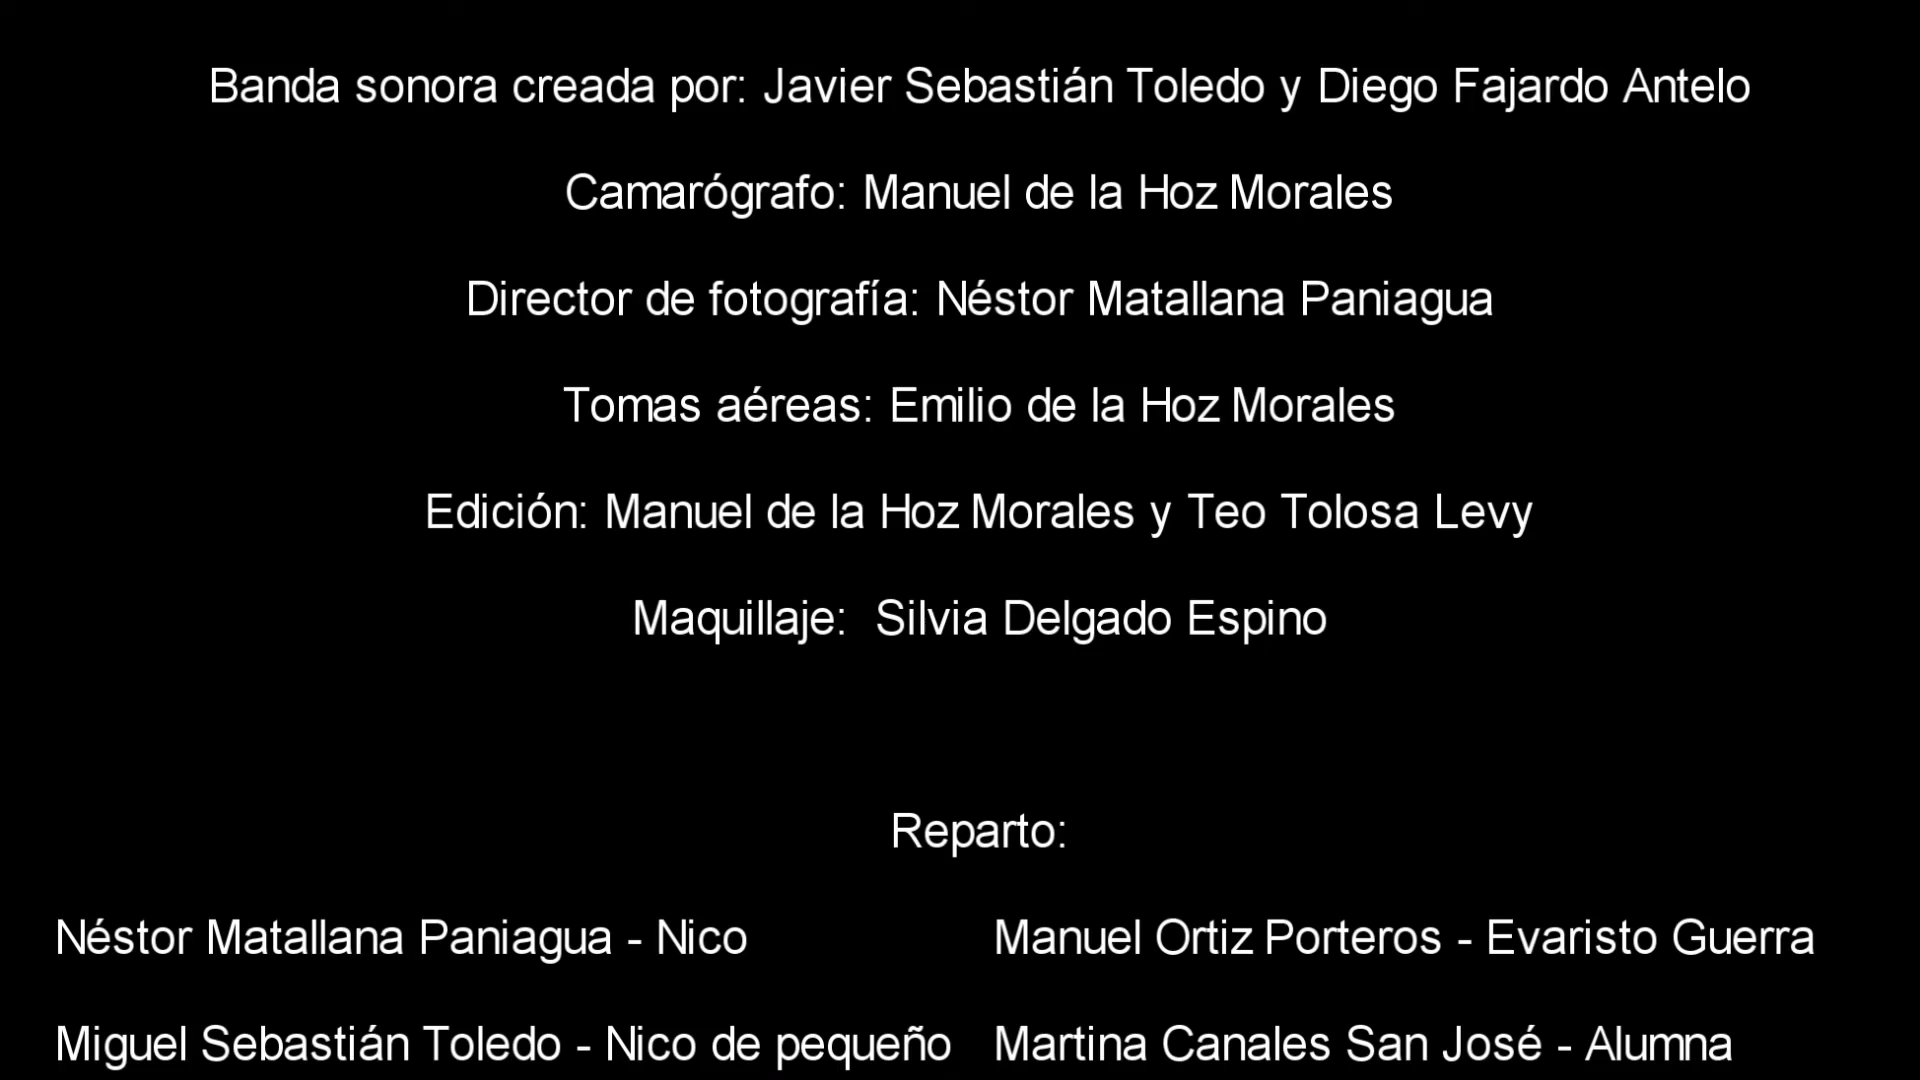 Banda sonora creada por: Javier Sebastián Toledo y Diego Fajardo Antelo
Camarógrafo: Manuel de la Hoz Morales
Director de fotografía: Néstor Matallana Paniagua
Tomas aéreas: Emilio de la Hoz Morales
Edición: Manuel de la Hoz Morales y Teo Tolosa Levy
Maquillaje:  Silvia Delgado Espino
Reparto:
Néstor Matallana Paniagua - Nico
Manuel Ortiz Porteros - Evaristo Guerra
Miguel Sebastián Toledo - Nico de pequeño
Martina Canales San José - Alumna